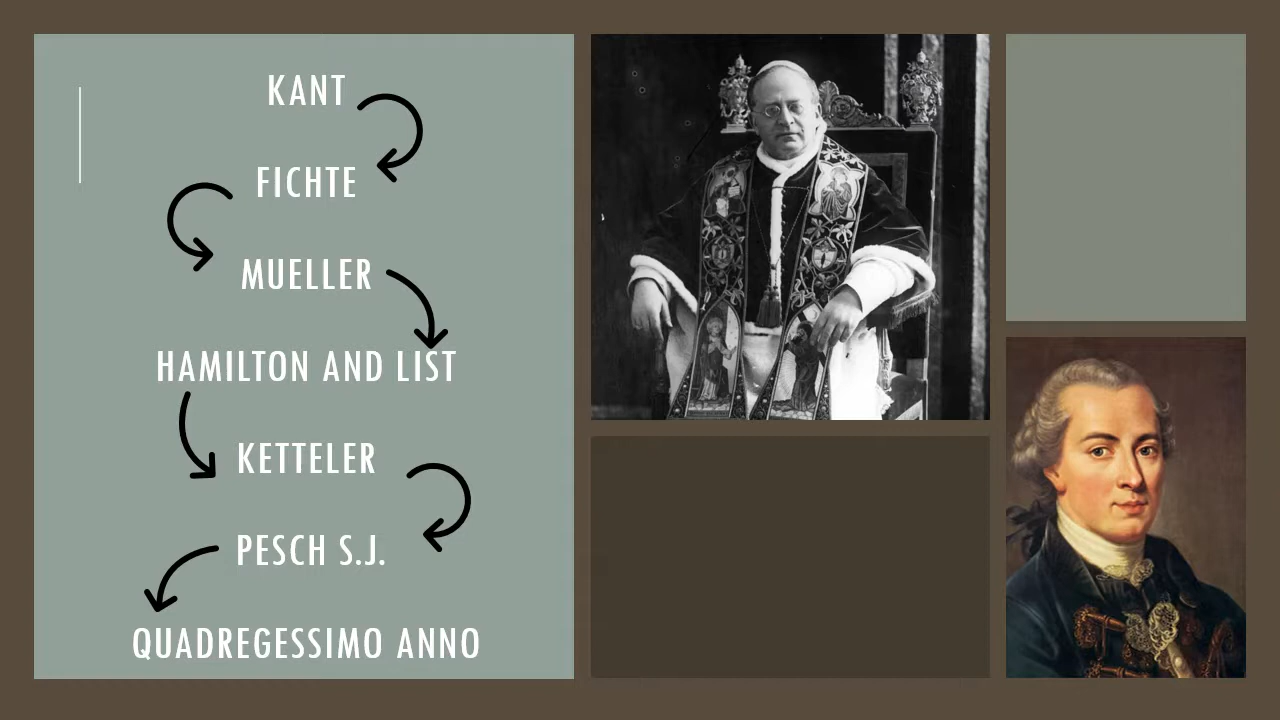 KANT
FICHTE
MUELLER
HAMILTON AND LIST
KETTELER
PESCH S.J.
QUADREGESSIMO ANNO